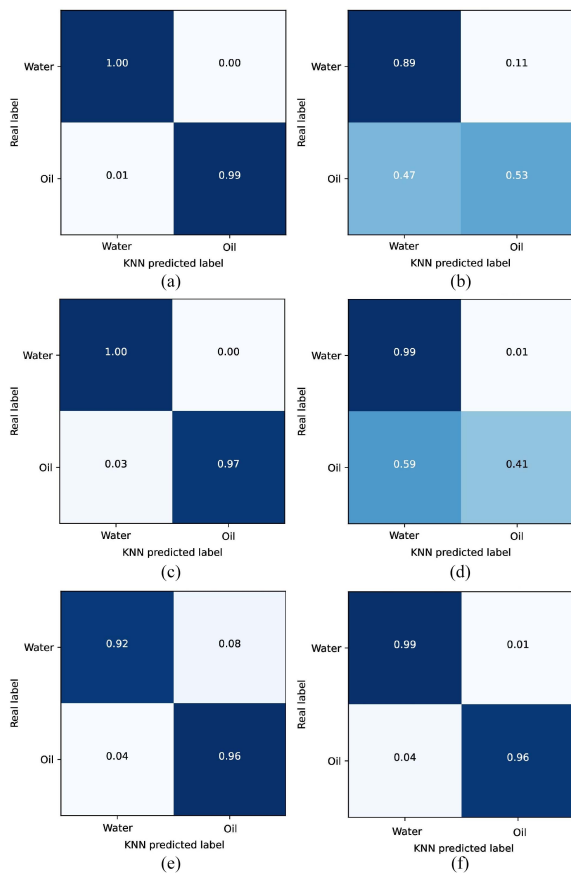 Real label
Water
1.00 0.00
Oil
0.01 0.99
Water Oil
KNN predicted label
(a)
Real label
Water
0.89 0.11
Oil
0.47 0.53
Water Oil
KNN predicted label
(b)
Real label
Water
1.00 0.00
Oil
0.03 0.97
Water Oil
KNN predicted label
(c)
Real label
Water
0.99 0.01
Oil
0.59 0.41
Water Oil
KNN predicted label
(d)
Real label
Water
0.92 0.08
Oil
0.04 0.96
Water Oil
KNN predicted label
(e)
Real label
Water
0.99 0.01
Oil
0.04 0.96
Water Oil
KNN predicted label
(f)